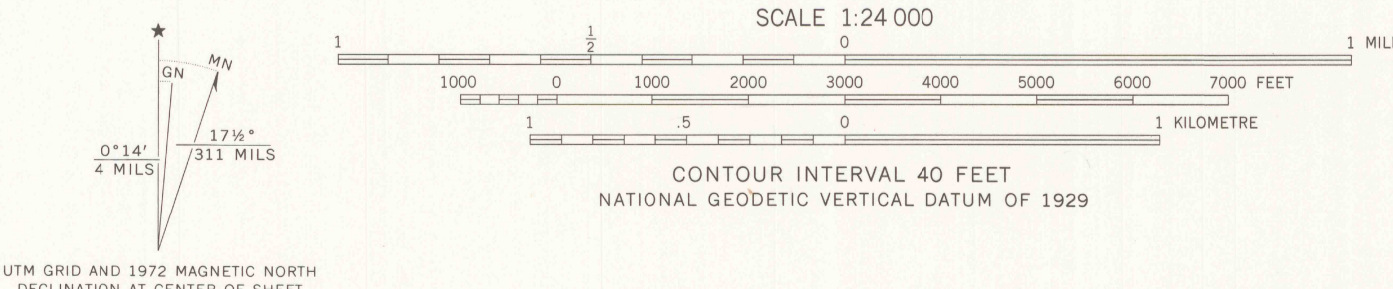 SCALE 1:24 000
1 1/2 0 1 MILE
1000 0 1000 2000 3000 4000 5000 6000 7000 FEET
1 .5 0 1 KILOMETRE
CONTOUR INTERVAL 40 FEET
NATIONAL GEODETIC VERTICAL DATUM OF 1929
★
MN
GN
0°14′
4 MILS
17½°
311 MILS
UTM GRID AND 1972 MAGNETIC NORTH
DECLINATION AT CENTER OF SHEET